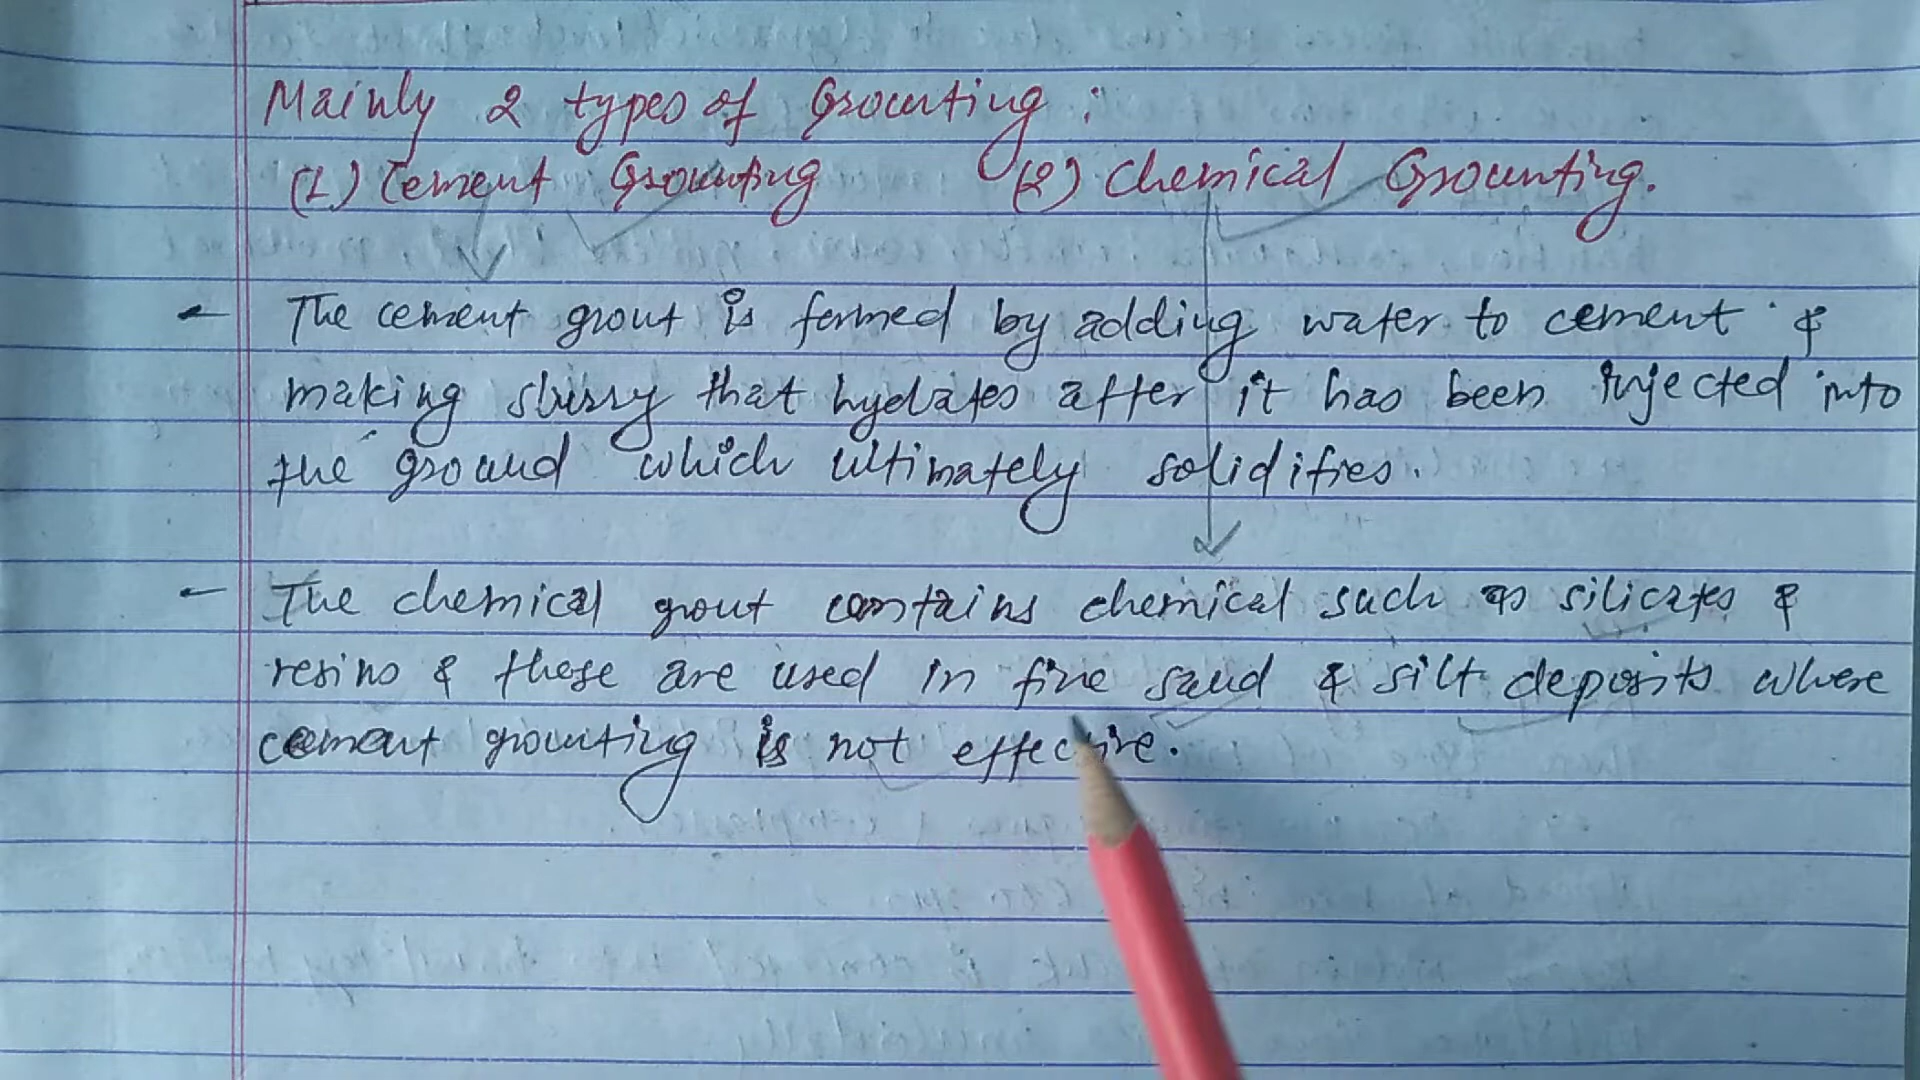 Mainly 2 types of Grouting :
(1) Cement Grouting (2) Chemical Grounting.
- The cement grout is formed by adding water to cement &
making slurry that hydrates after it has been injected into
the ground which ultimately solidifies.
- The chemical grout contains chemical such as silicates &
resins & these are used in fine sand & silt deposits where
cement grouting is not effective.